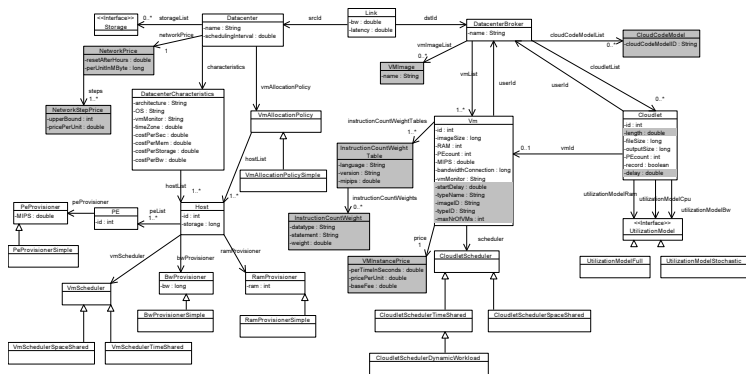 <<Interface>>
Storage
storageList
0..*
Datacenter
-name : String
-schedulingInterval : double
srcId
Link
-bw : double
-latency : double
dstId
DatacenterBroker
-name : String
cloudCodeModelList
0..*
CloudCodeModel
-cloudCodeModelID : String
networkPrice
1
NetworkPrice
-resetAfterHours : double
-perUnitInMByte : long
vmImageList
0..*
VMImage
-name : String
characteristics
vmAllocationPolicy
vmList
userId
userId
cloudletList
steps
1..*
NetworkStepPrice
-upperBound : int
-pricePerUnit : double
DatacenterCharacteristics
-architecture : String
-OS : String
-vmMonitor : String
-timeZone : double
-costPerSec : double
-costPerMem : double
-costPerStorage : double
-costPerBw : double
VmAllocationPolicy
VmAllocationPolicySimple
instructionCountWeightTables
1..*
1..*
0..*
InstructionCountWeight
Table
-language : String
-version : String
-mipips : double
Vm
-id : int
-imageSize : long
-RAM : int
-PEcount : int
-MIPS : double
-bandwidthConnection : long
-vmMonitor : String
-startDelay : double
-typeName : String
-imageID : String
-typeID : String
-maxNrOfVMs : int
0..1
vmId
Cloudlet
-id : int
-length : double
-fileSize : long
-outputSize : long
-PEcount : int
-record : boolean
-delay : double
hostList
1..*
hostList
1..*
instructionCountWeights
0..*
InstructionCountWeight
-datatype : String
-statement : String
-weight : double
utilizationModelRam
utilizationModelCpu
utilizationModelBw
<<Interface>>
UtilizationModel
UtilizationModelFull
UtilizationModelStochastic
PeProvisioner
-MIPS : double
peProvisioner
PE
-id : int
peList
1..*
Host
-id : int
-storage : long
PeProvisionerSimple
vmScheduler
bwProvisioner
ramProvisioner
price
1
VMInstancePrice
-perTimeInSeconds : double
-pricePerUnit : double
-baseFee : double
scheduler
CloudletScheduler
VmScheduler
BwProvisioner
-bw : long
RamProvisioner
-ram : int
BwProvisionerSimple
RamProvisionerSimple
CloudletSchedulerTimeShared
CloudletSchedulerSpaceShared
VmSchedulerSpaceShared
VmSchedulerTimeShared
CloudletSchedulerDynamicWorkload